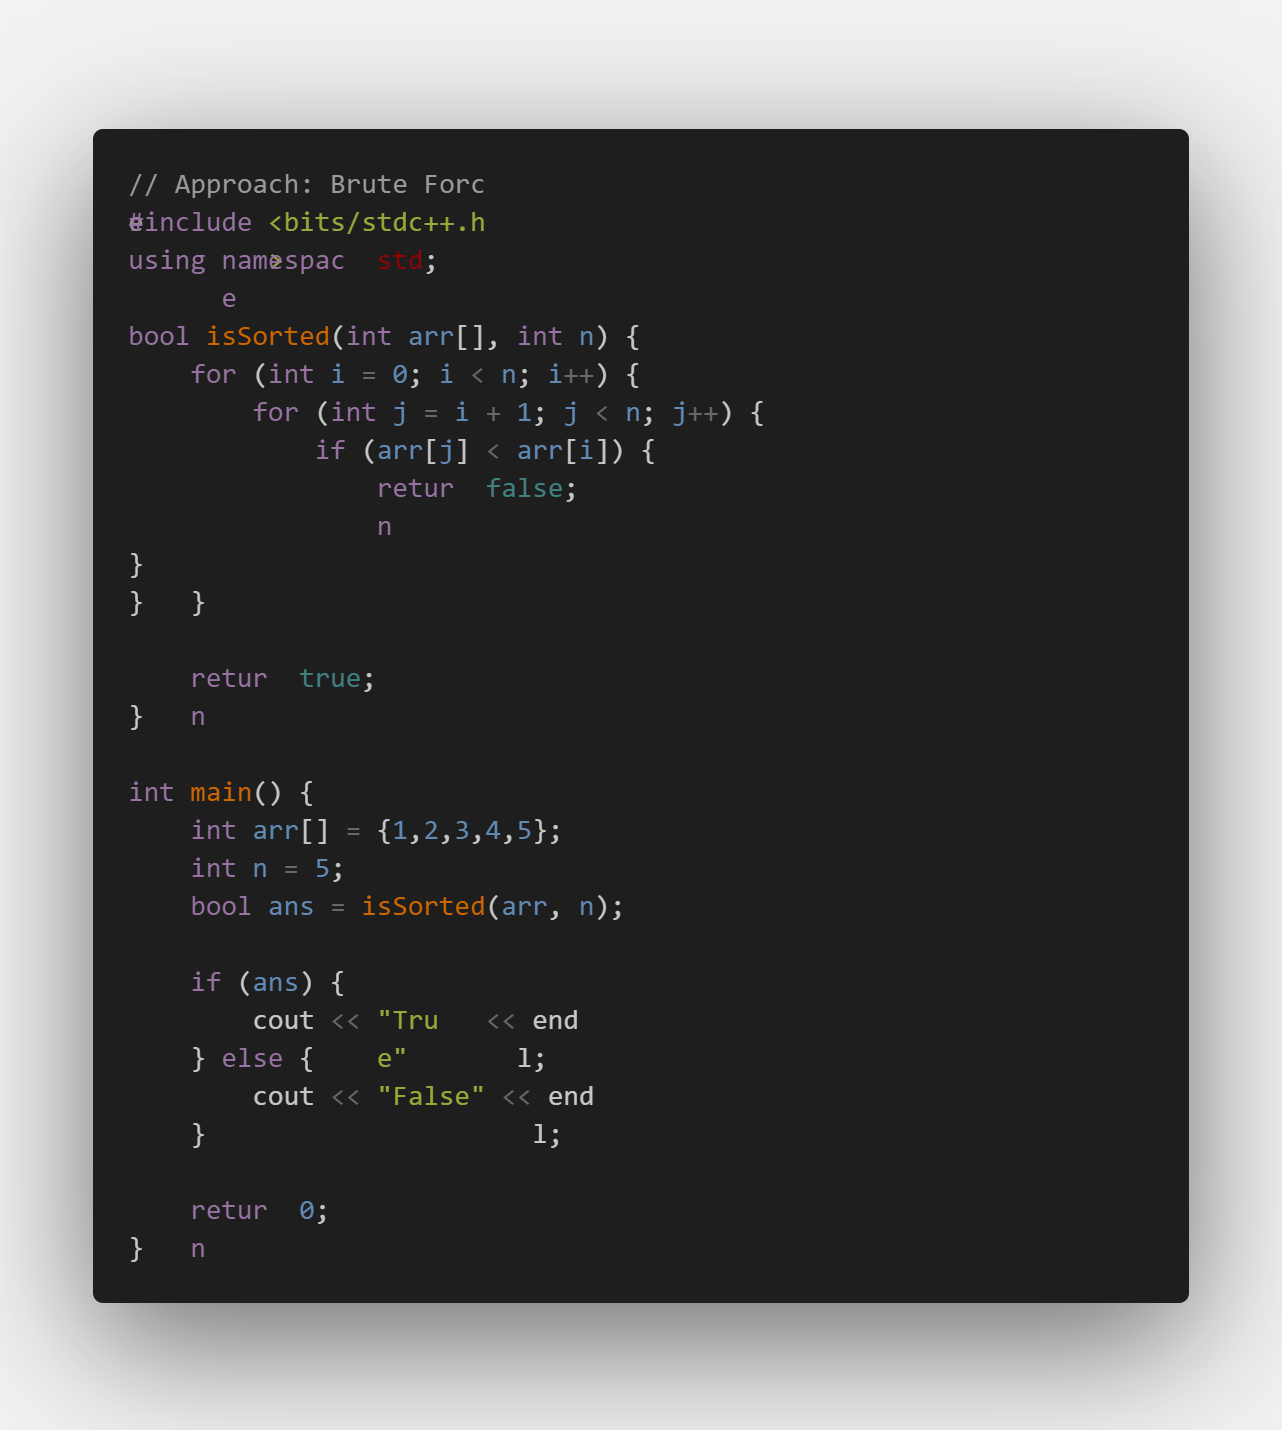 // Approach: Brute Forc
e
#include <bits/stdc++.h
>
using namespac  std;
e
bool isSorted(int arr[], int n) {
    for (int i = 0; i < n; i++) {
        for (int j = i + 1; j < n; j++) {
            if (arr[j] < arr[i]) {
                retur  false;
                n
}
}   }

    retur  true;
}   n

int main() {
    int arr[] = {1,2,3,4,5};
    int n = 5;
    bool ans = isSorted(arr, n);

    if (ans) {
        cout << "Tru   << end
    } else {    e"       l;
        cout << "False" << end
    }                     l;

    retur  0;
}   n